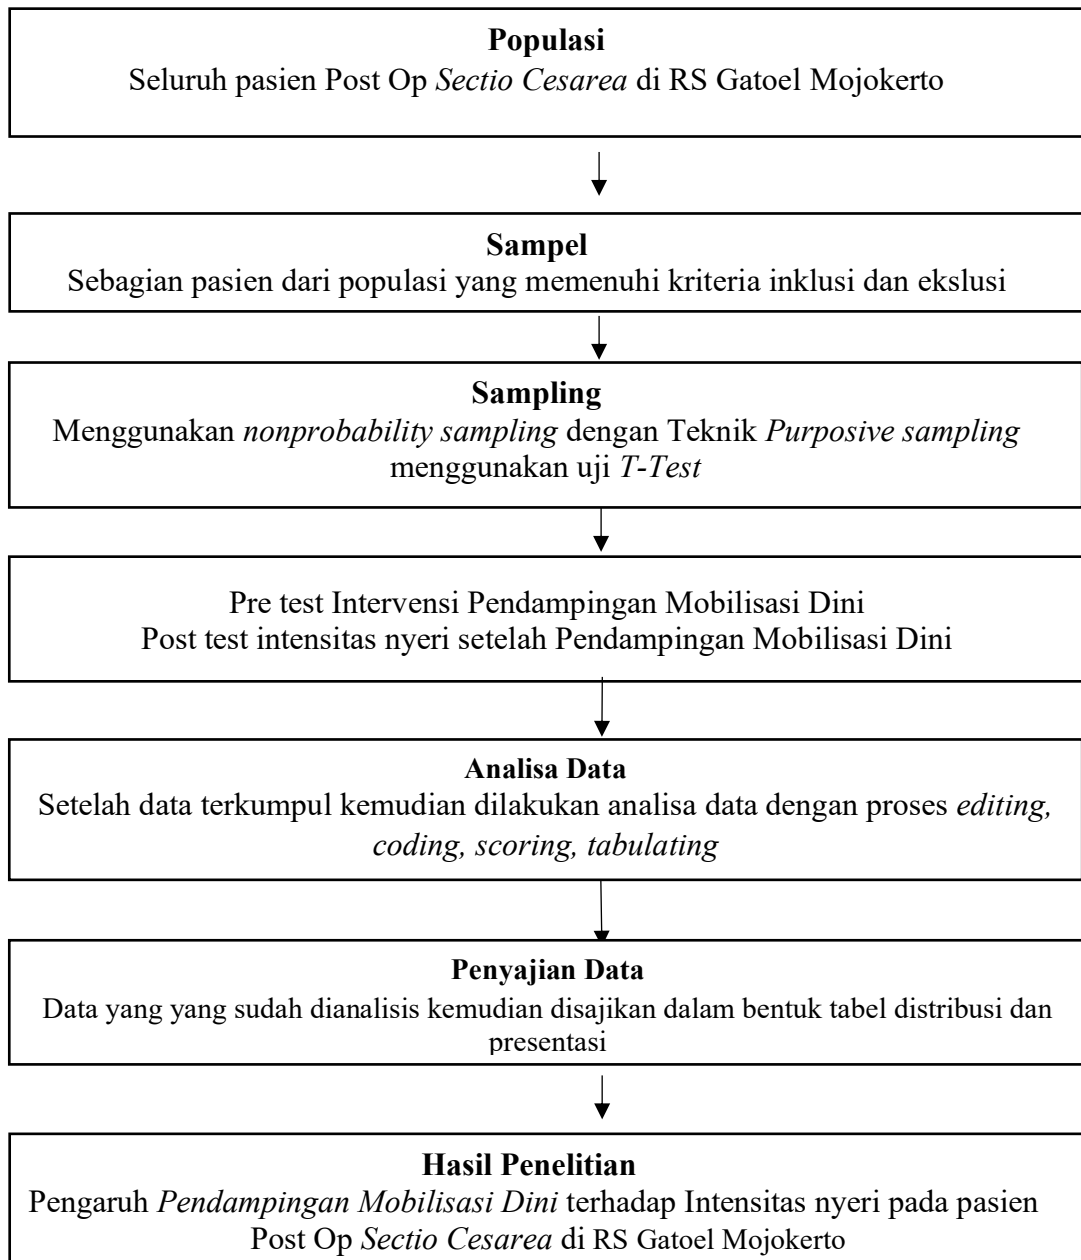 Populasi
Seluruh pasien Post Op Sectio Cesarea di RS Gatoel Mojokerto
Sampel
Sebagian pasien dari populasi yang memenuhi kriteria inklusi dan ekslusi
Sampling
Menggunakan nonprobability sampling dengan Teknik Purposive sampling
menggunakan uji T-Test
Pre test Intervensi Pendampingan Mobilisasi Dini
Post test intensitas nyeri setelah Pendampingan Mobilisasi Dini
Analisa Data
Setelah data terkumpul kemudian dilakukan analisa data dengan proses editing,
coding, scoring, tabulating
Penyajian Data
Data yang yang sudah dianalisis kemudian disajikan dalam bentuk tabel distribusi dan
presentasi
Hasil Penelitian
Pengaruh Pendampingan Mobilisasi Dini terhadap Intensitas nyeri pada pasien
Post Op Sectio Cesarea di RS Gatoel Mojokerto